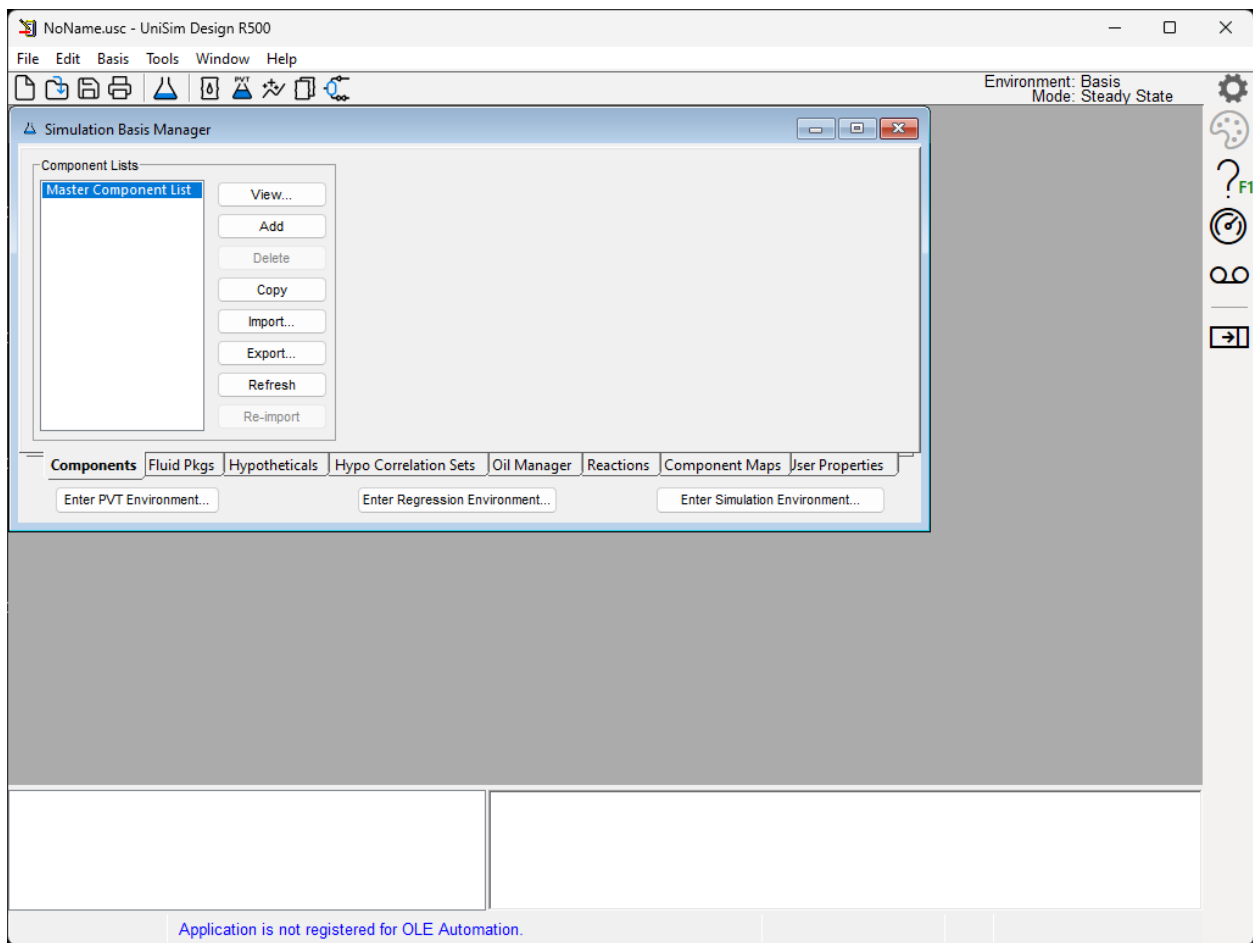 NoName.usc - UniSim Design R500
File Edit Basis Tools Window Help
PVT
Environment: Basis
Mode: Steady State
Simulation Basis Manager
Component Lists
Master Component List
View...
Add
Delete
Copy
Import...
Export...
Refresh
Re-import
F1
Components Fluid Pkgs Hypotheticals Hypo Correlation Sets Oil Manager Reactions Component Maps User Properties
Enter PVT Environment... Enter Regression Environment... Enter Simulation Environment...
Application is not registered for OLE Automation.